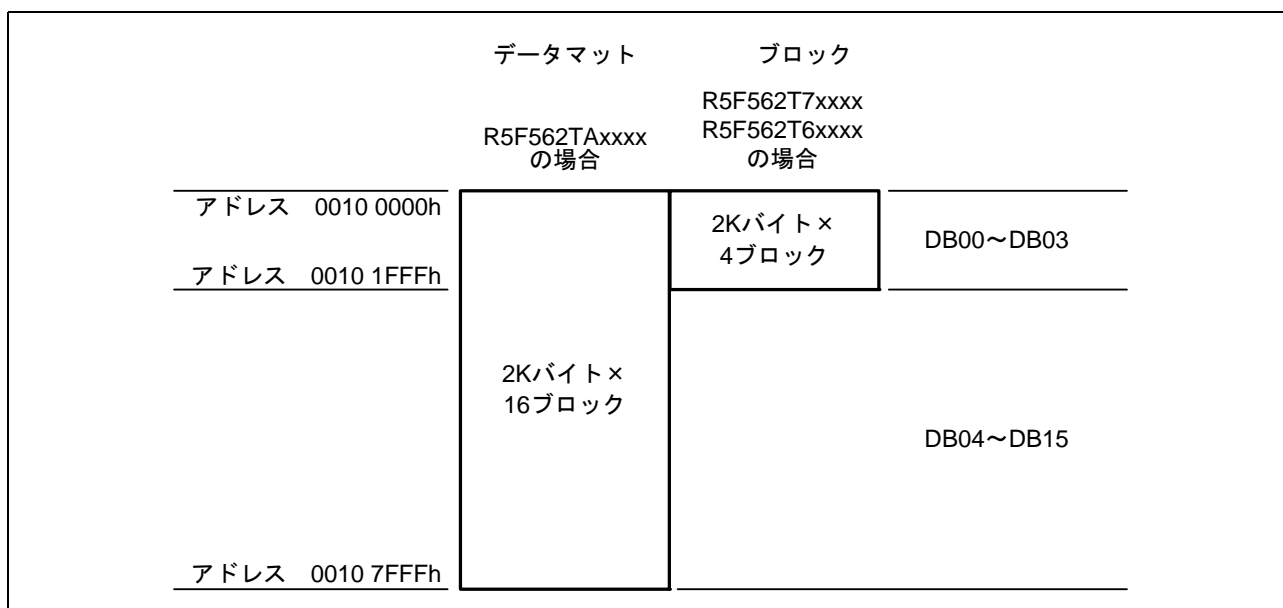 データマット
ブロック
R5F562TAxxxx
の場合
R5F562T7xxxx
R5F562T6xxxx
の場合
アドレス 0010 0000h
2Kバイト×
4ブロック
DB00～DB03
アドレス 0010 1FFFh
2Kバイト×
16ブロック
DB04～DB15
アドレス 0010 7FFFh